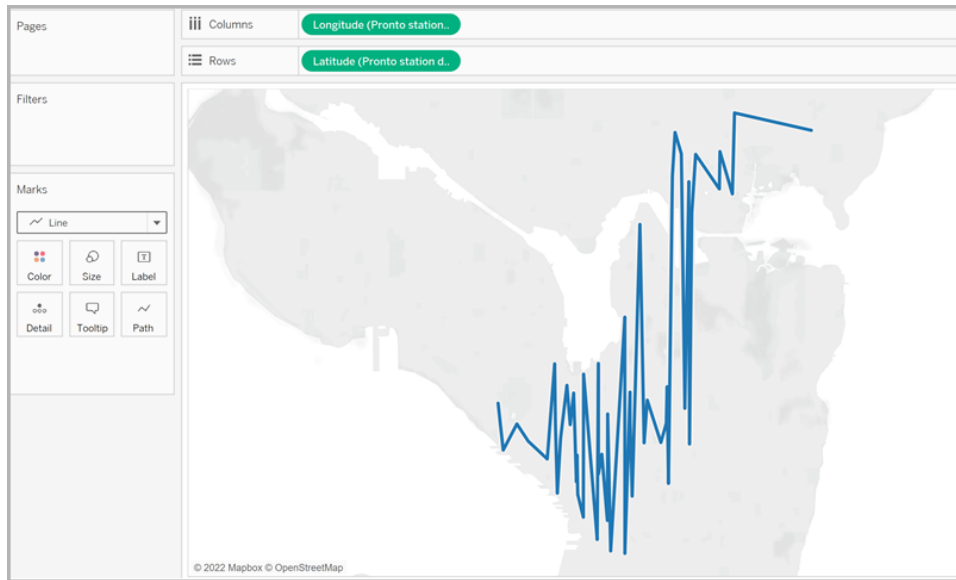 Pages
Columns
Longitude (Pronto station..
Rows
Latitude (Pronto station d..
Filters
Marks
Line
Color
Size
T
Label
Detail
Tooltip
Path
© 2022 Mapbox © OpenStreetMap